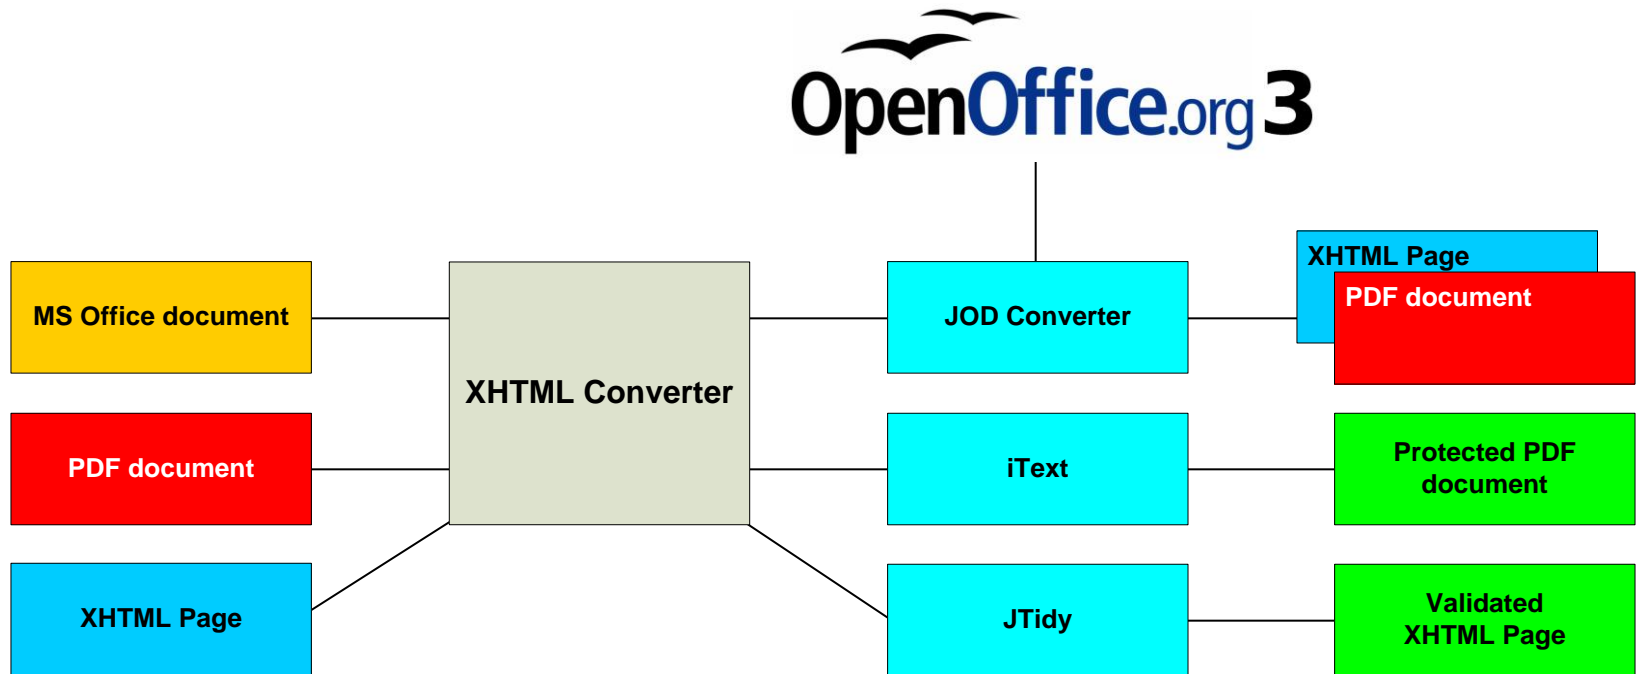 OpenOffice.org 3
XHTML Page
MS Office document
JOD Converter
PDF document
XHTML Converter
PDF document
iText
Protected PDF
document
XHTML Page
JTidy
Validated
XHTML Page